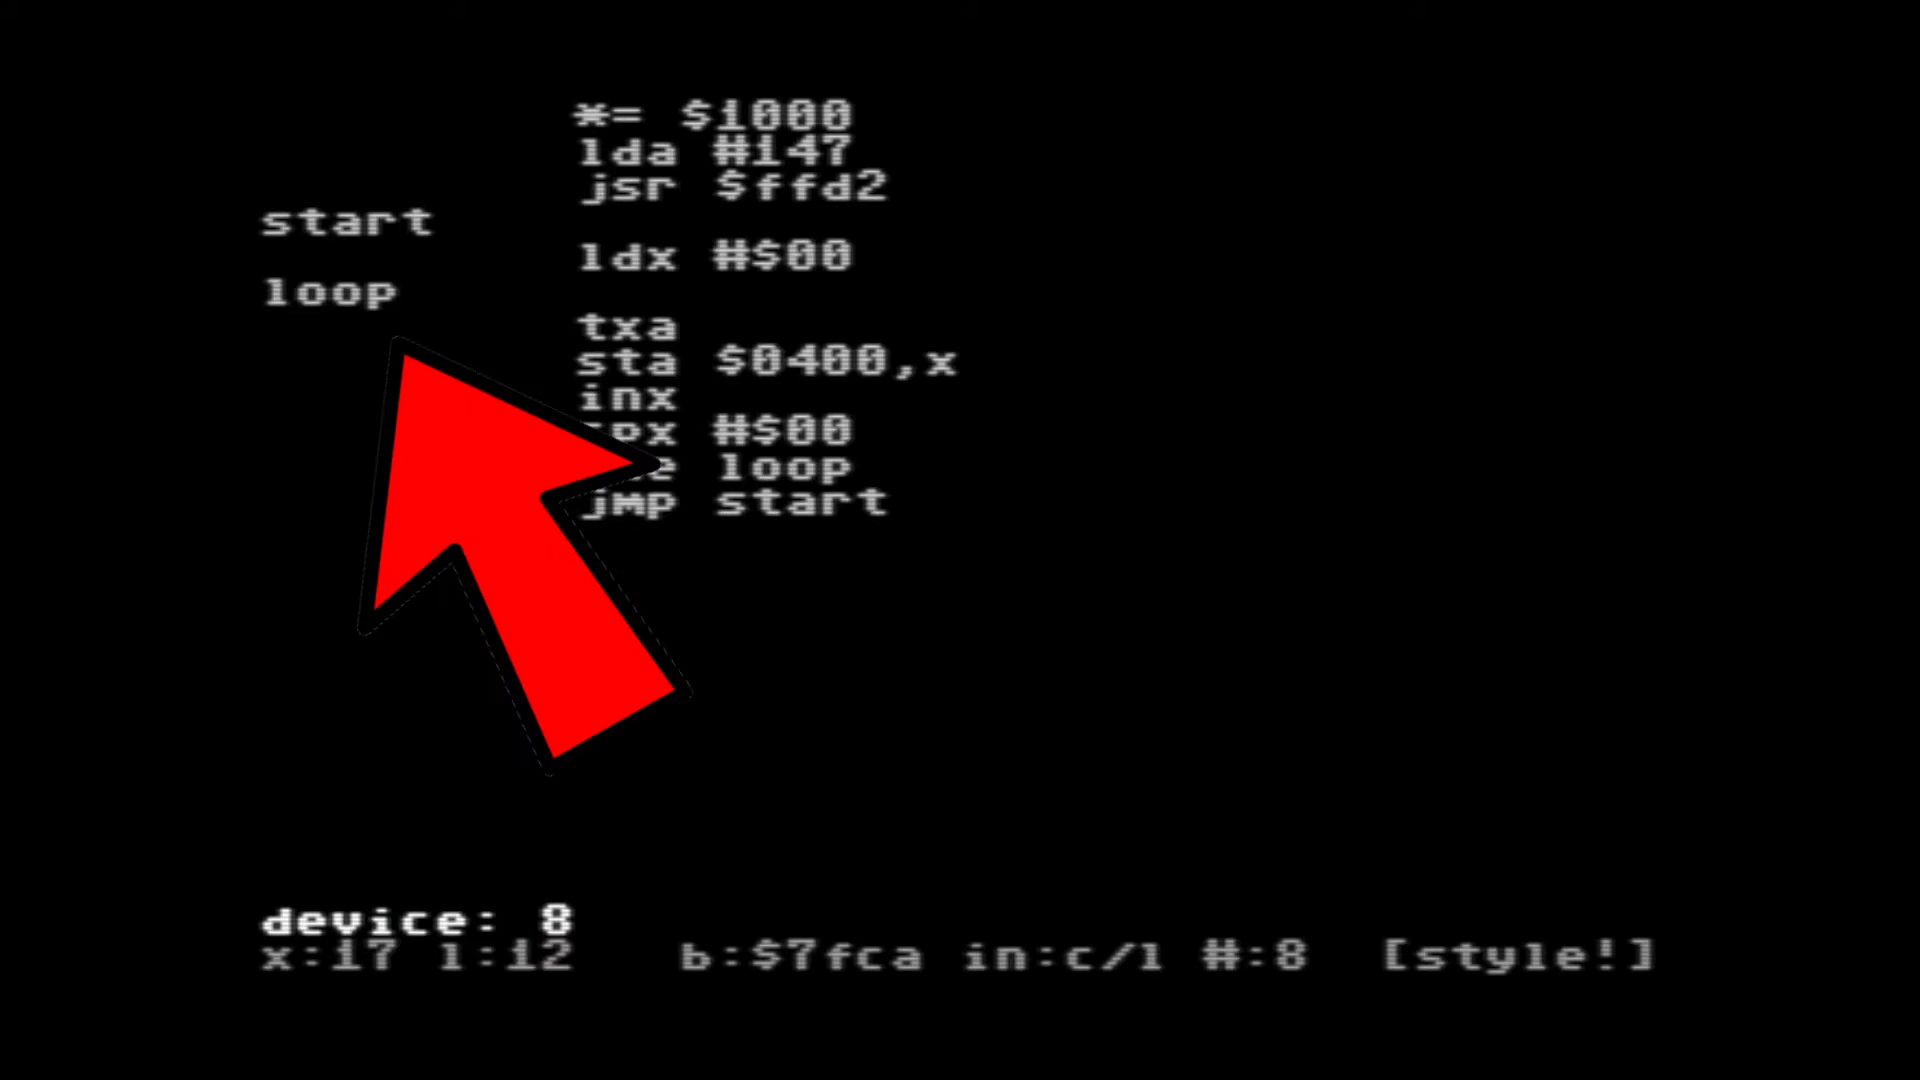 *= $1000
lda #147
jsr $ffd2
start
ldx #$00
loop
txa
sta $0400,x
inx
#$00
loop
jmp start
device: 8
x:17 l:12 b:$7fca in:c/l #:8 [style!]